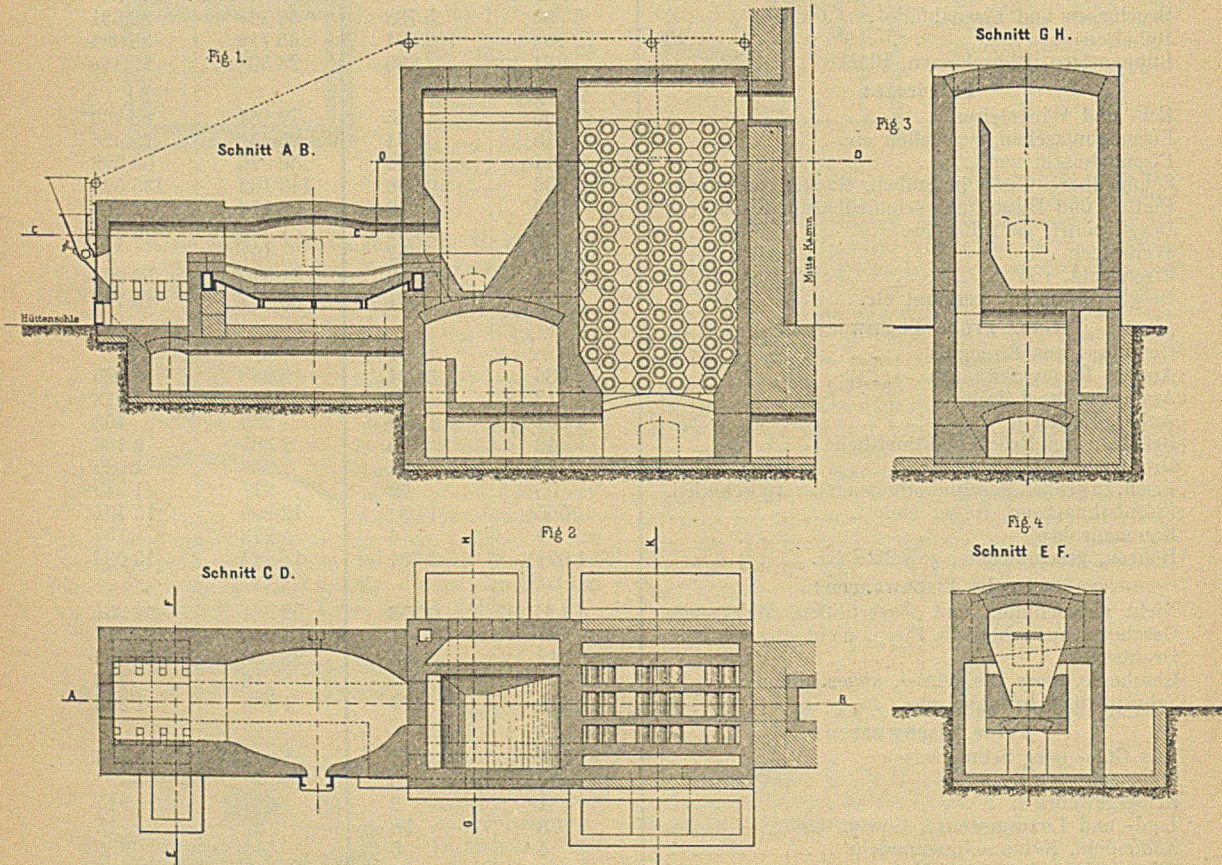 Fig. 1.
Schnitt A B.
Schnitt G H.
Fig. 3
D
D
C
C
Mitte Kamin
Hüttensohle
Fig. 2
Schnitt C D.
H
K
F
A
B
G
E
Fig. 4
Schnitt E F.